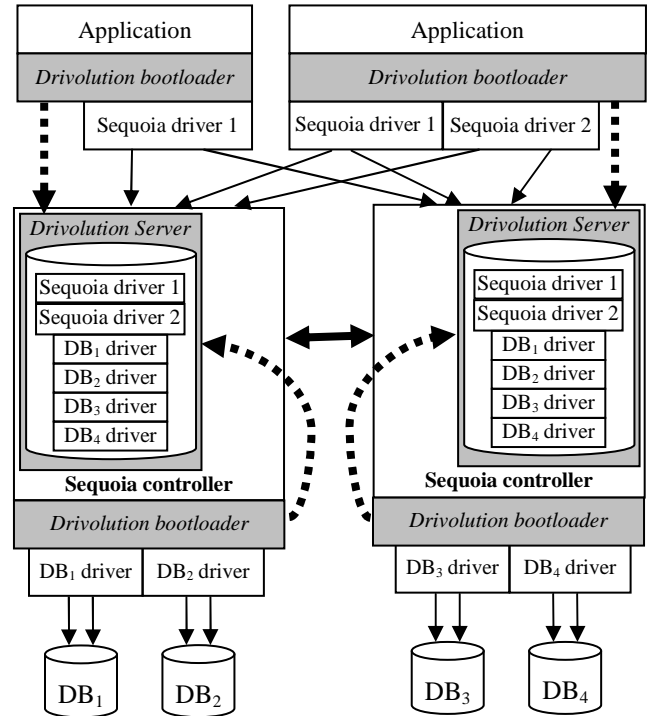 Application
Drivolution bootloader
Sequoia driver 1
Application
Drivolution bootloader
Sequoia driver 1
Sequoia driver 2
Drivolution Server
Sequoia driver 1
Sequoia driver 2
DB₁ driver
DB₂ driver
DB₃ driver
DB₄ driver
Sequoia controller
Drivolution bootloader
DB₁ driver
DB₂ driver
DB₁
DB₂
Drivolution Server
Sequoia driver 1
Sequoia driver 2
DB₁ driver
DB₂ driver
DB₃ driver
DB₄ driver
Sequoia controller
Drivolution bootloader
DB₃ driver
DB₄ driver
DB₃
DB₄